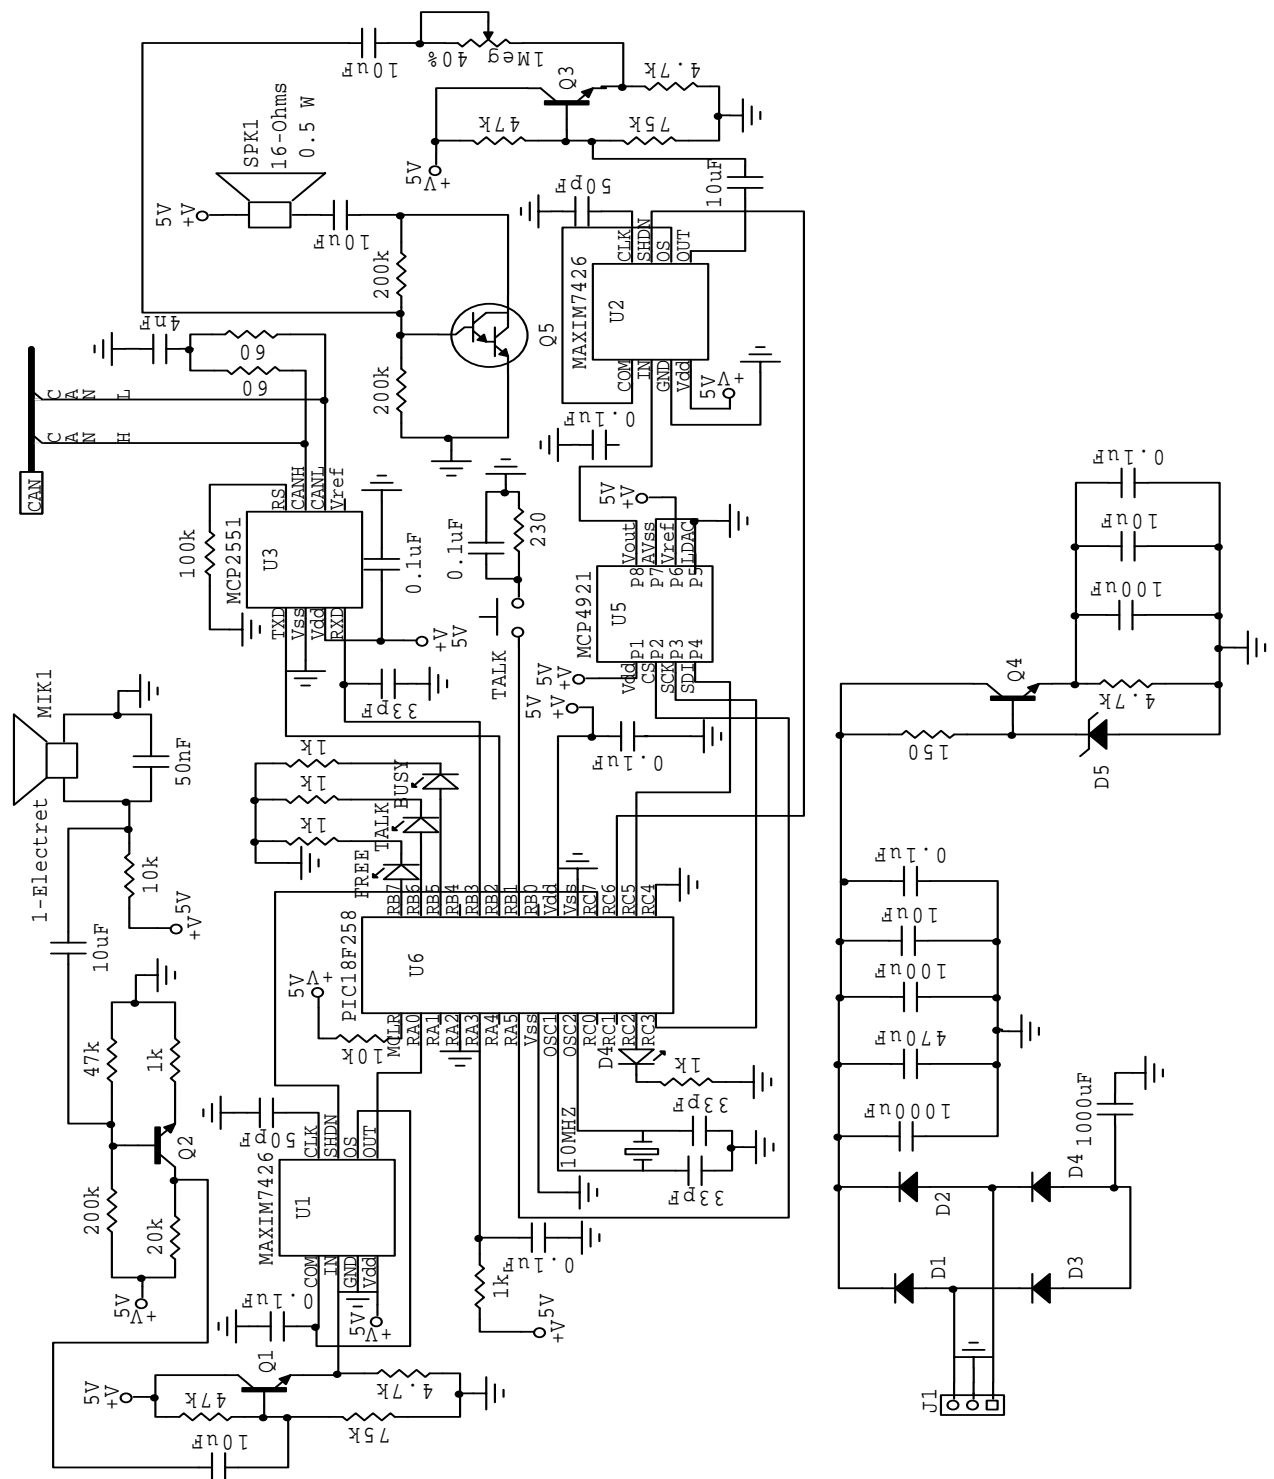 10uF
40%
1Meg
Q3
4.7k
47k
75k
5V
+V
10uF
SPK1
16-Ohms
0.5 W
5V
+V
10uF
200k
200k
Q5
50pF
CLK
SHDN
OS
OUT
MAXIM7426
U2
COM
IN
GND
Vdd
5V
+V
0.1uF
4nF
60
60
CAN L
CAN H
CAN
RS
CANH
CANL
Vref
100k
MCP2551
U3
TXD
Vss
Vdd
RXD
0.1uF
+V
5V
33pF
0.1uF
230
TALK
5V
+V
Vout
AVss
Vref
LDAC
P8
P7
P6
P5
MCP4921
U5
P1
P2
P3
P4
Vdd
CS
SCK
SDI
5V
+V
5V
+V
0.1uF
MIK1
50nF
1-Electret
10k
5V
+V
10uF
1k
1k
1k
BUSY
TALK
FREE
RB7
RB6
RB5
RB4
RB3
RB2
RB1
RB0
Vdd
Vss
RC7
RC6
RC5
RC4
PIC18F258
U6
MCLR
RA0
RA1
RA2
RA3
RA4
RA5
Vss
OSC1
OSC2
RC0
RC1
RC2
RC3
5V
+V
10k
D4
1k
10MHZ
33pF
33pF
47k
1k
Q2
200k
20k
5V
+V
50pF
CLK
SHDN
OS
OUT
MAXIM7426
U1
COM
IN
GND
Vdd
0.1uF
5V
+V
0.1uF
1k
5V
+V
Q1
5V
+V
47k
4.7k
75k
10uF
0.1uF
10uF
100uF
Q4
4.7k
150
D5
0.1uF
10uF
100uF
470uF
1000uF
1000uF
D2
D4
D1
D3
J1